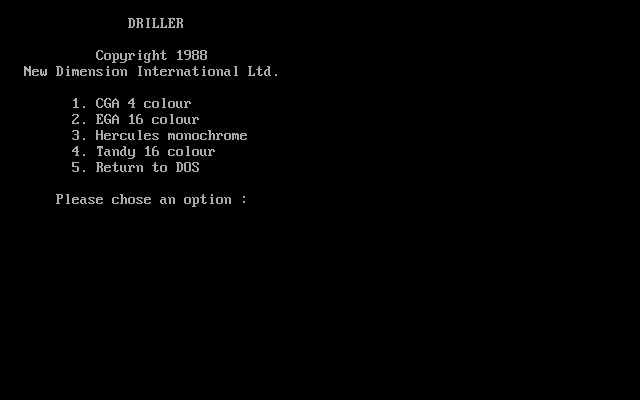 DRILLER
Copyright 1988
New Dimension International Ltd.
1. CGA 4 colour
2. EGA 16 colour
3. Hercules monochrome
4. Tandy 16 colour
5. Return to DOS
Please chose an option :